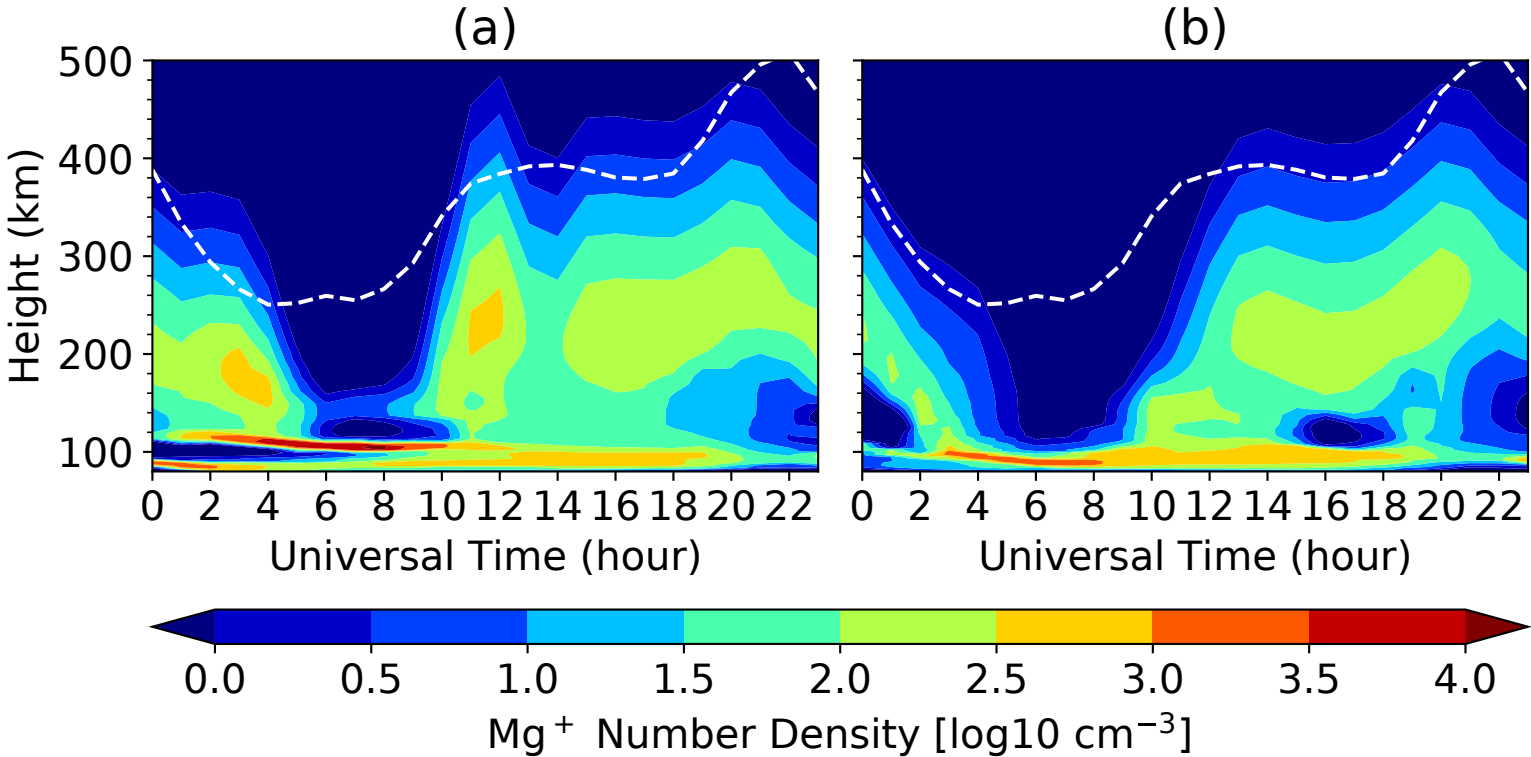 (a) (b)
500
400
300
200
100
Height (km)
0 2 4 6 8 10 12 14 16 18 20 22 0 2 4 6 8 10 12 14 16 18 20 22
Universal Time (hour) Universal Time (hour)
0.0 0.5 1.0 1.5 2.0 2.5 3.0 3.5 4.0
Mg⁺ Number Density [log10 cm⁻³]